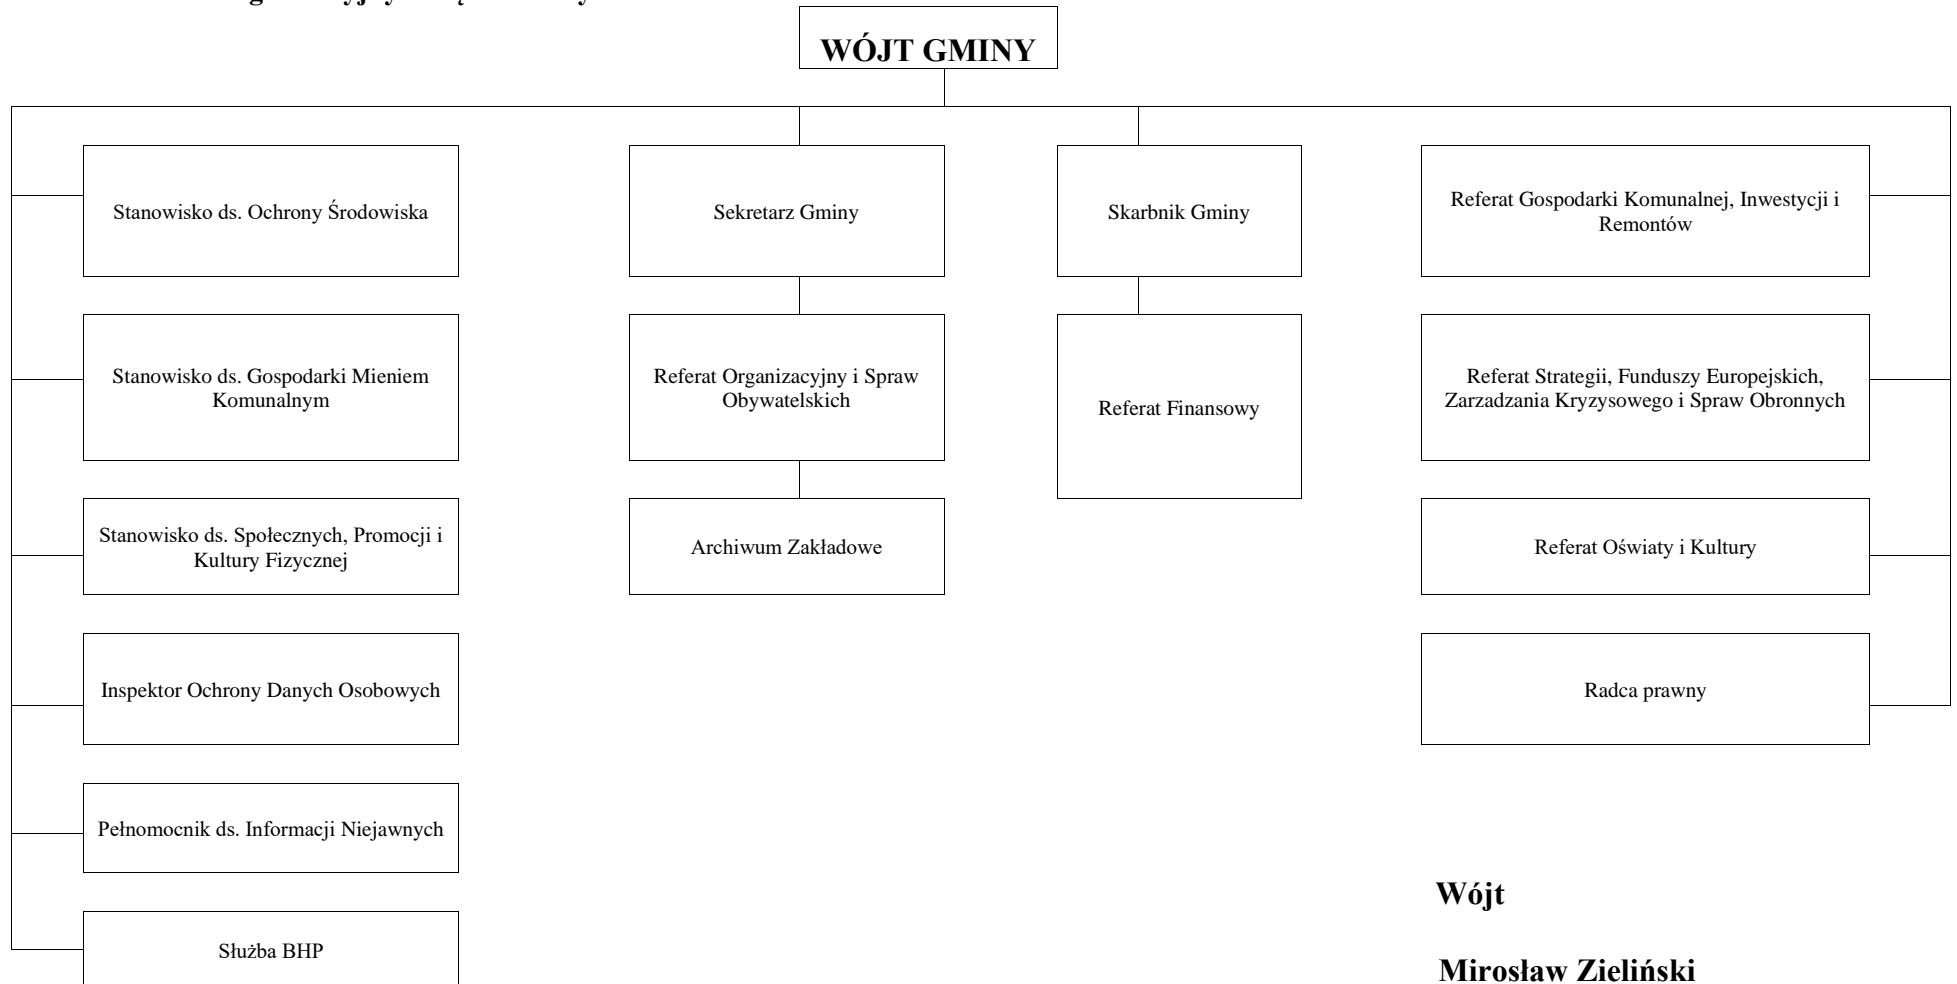 WÓJT GMINY
Stanowisko ds. Ochrony Środowiska
Sekretarz Gminy
Skarbnik Gminy
Referat Gospodarki Komunalnej, Inwestycji i
Remontów
Stanowisko ds. Gospodarki Mieniem
Komunalnym
Referat Organizacyjny i Spraw
Obywatelskich
Referat Finansowy
Referat Strategii, Funduszy Europejskich,
Zarzadzania Kryzysowego i Spraw Obronnych
Stanowisko ds. Społecznych, Promocji i
Kultury Fizycznej
Archiwum Zakładowe
Referat Oświaty i Kultury
Inspektor Ochrony Danych Osobowych
Radca prawny
Pełnomocnik ds. Informacji Niejawnych
Służba BHP
Wójt
Mirosław Zieliński